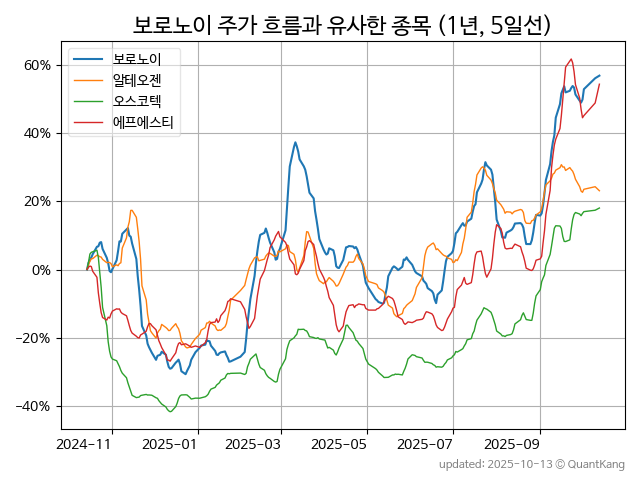 보로노이 주가 흐름과 유사한 종목 (1년, 5일선)
보로노이
알테오젠
오스코텍
에프에스티
60%
40%
20%
0%
−20%
−40%
2024-11
2025-01
2025-03
2025-05
2025-07
2025-09
updated: 2025-10-13 © QuantKang